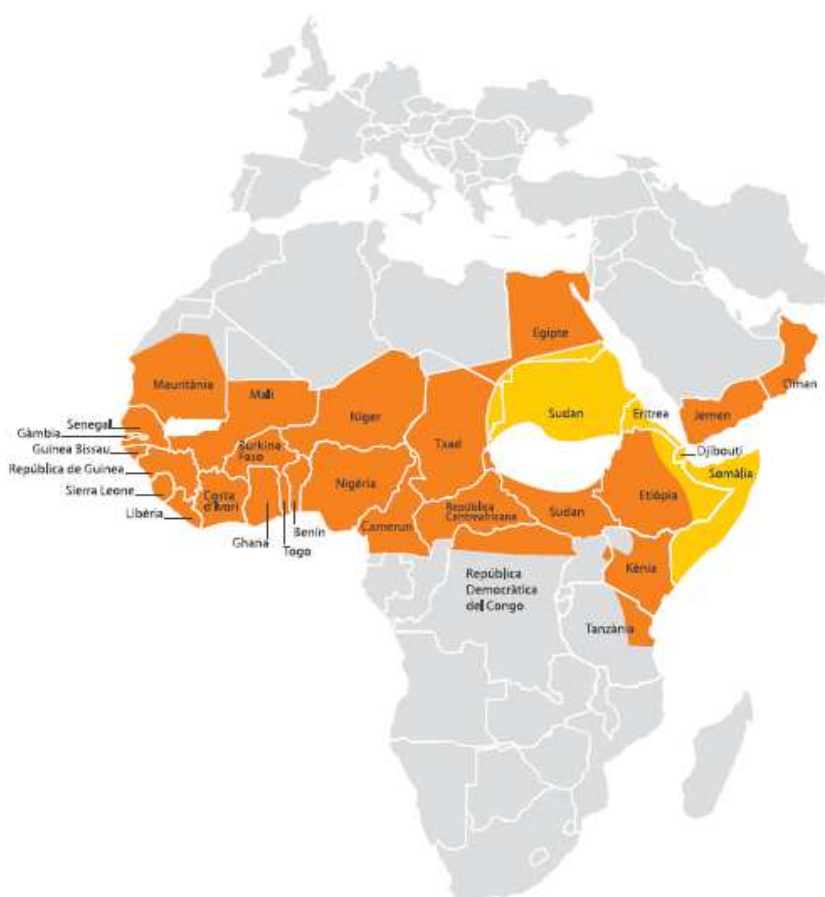 Egipte
Oman
Mauritània
Malli
Níger
Txad
Sudan
Eritrea
Jemen
Senegal
Gàmbia
Guinea Bissau
República de Guinea
Sierra Leone
Libèria
Burkina
Faso
Costa
d'Ivori
Ghana
Togo
Benín
Nigèria
Camerun
República
Centreafricana
Sudan
Etiòpia
Djibouti
Somàlia
Kènia
República
Democràtica
del Congo
Tanzània